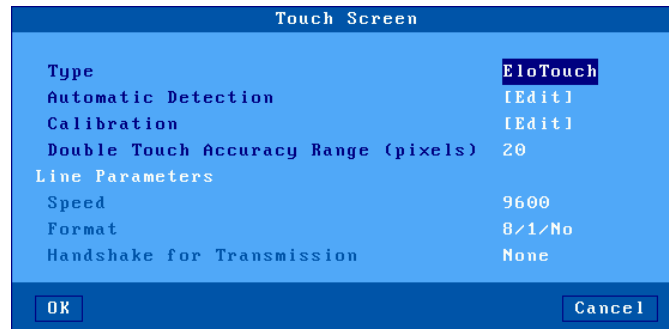 Touch Screen
Type EloTouch
Automatic Detection [Edit]
Calibration [Edit]
Double Touch Accuracy Range (pixels) 20
Line Parameters
Speed 9600
Format 8/1/No
Handshake for Transmission None
OK Cancel